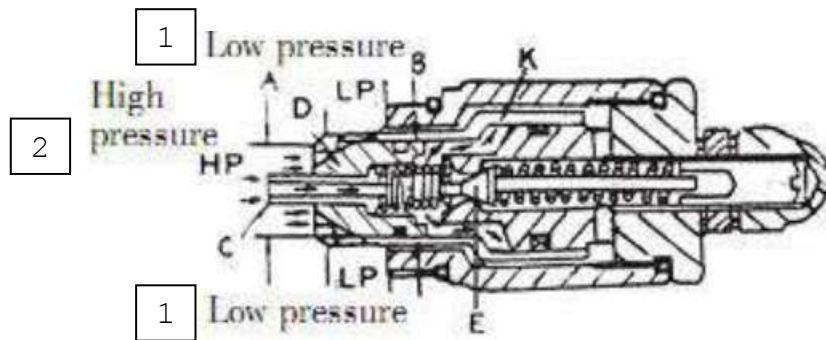 1 Low pressure
A B K
High pressure
D LP
2
HP
C
LP
1 Low pressure
E